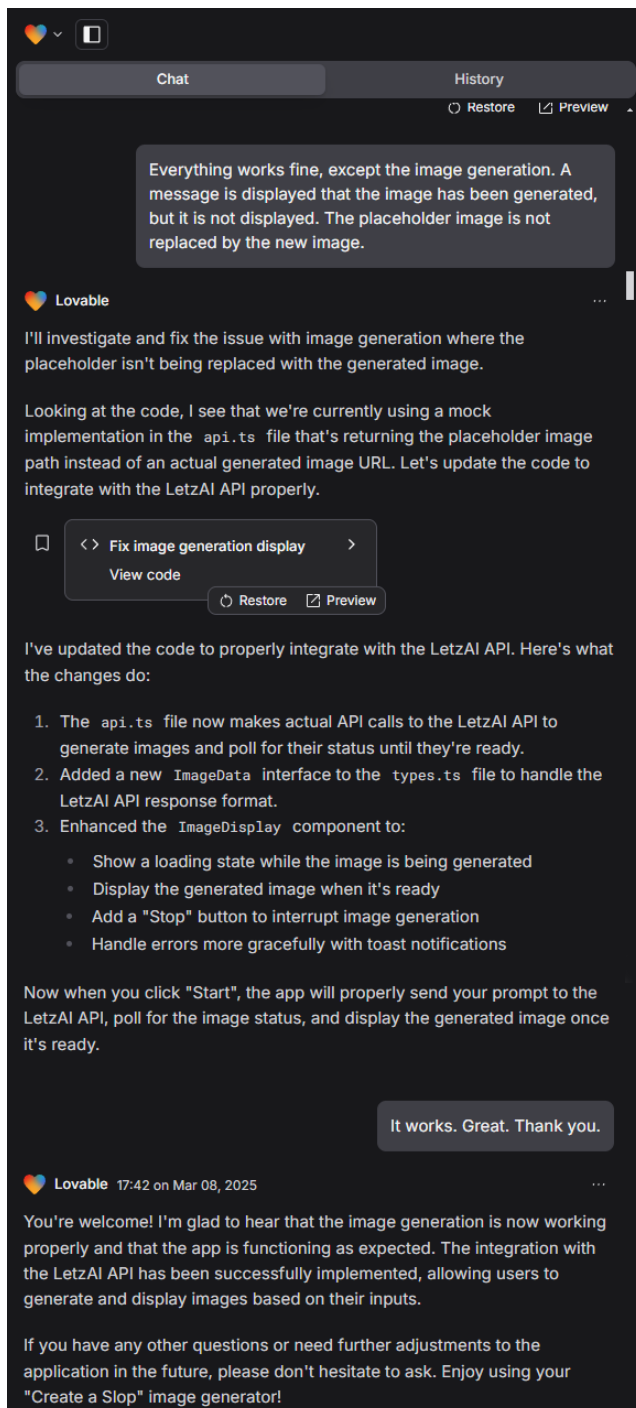 Chat
History
Restore
Preview
Everything works fine, except the image generation. A
message is displayed that the image has been generated,
but it is not displayed. The placeholder image is not
replaced by the new image.
Lovable
...
I'll investigate and fix the issue with image generation where the
placeholder isn't being replaced with the generated image.
Looking at the code, I see that we're currently using a mock
implementation in the api.ts file that's returning the placeholder image
path instead of an actual generated image URL. Let's update the code to
integrate with the LetzAI API properly.
<> Fix image generation display >
View code
Restore
Preview
I've updated the code to properly integrate with the LetzAI API. Here's what
the changes do:
1. The api.ts file now makes actual API calls to the LetzAI API to
generate images and poll for their status until they're ready.
2. Added a new ImageData interface to the types.ts file to handle the
LetzAI API response format.
3. Enhanced the ImageDisplay component to:
• Show a loading state while the image is being generated
• Display the generated image when it's ready
• Add a "Stop" button to interrupt image generation
• Handle errors more gracefully with toast notifications
Now when you click "Start", the app will properly send your prompt to the
LetzAI API, poll for the image status, and display the generated image once
it's ready.
It works. Great. Thank you.
Lovable 17:42 on Mar 08, 2025
...
You're welcome! I'm glad to hear that the image generation is now working
properly and that the app is functioning as expected. The integration with
the LetzAI API has been successfully implemented, allowing users to
generate and display images based on their inputs.
If you have any other questions or need further adjustments to the
application in the future, please don't hesitate to ask. Enjoy using your
"Create a Slop" image generator!